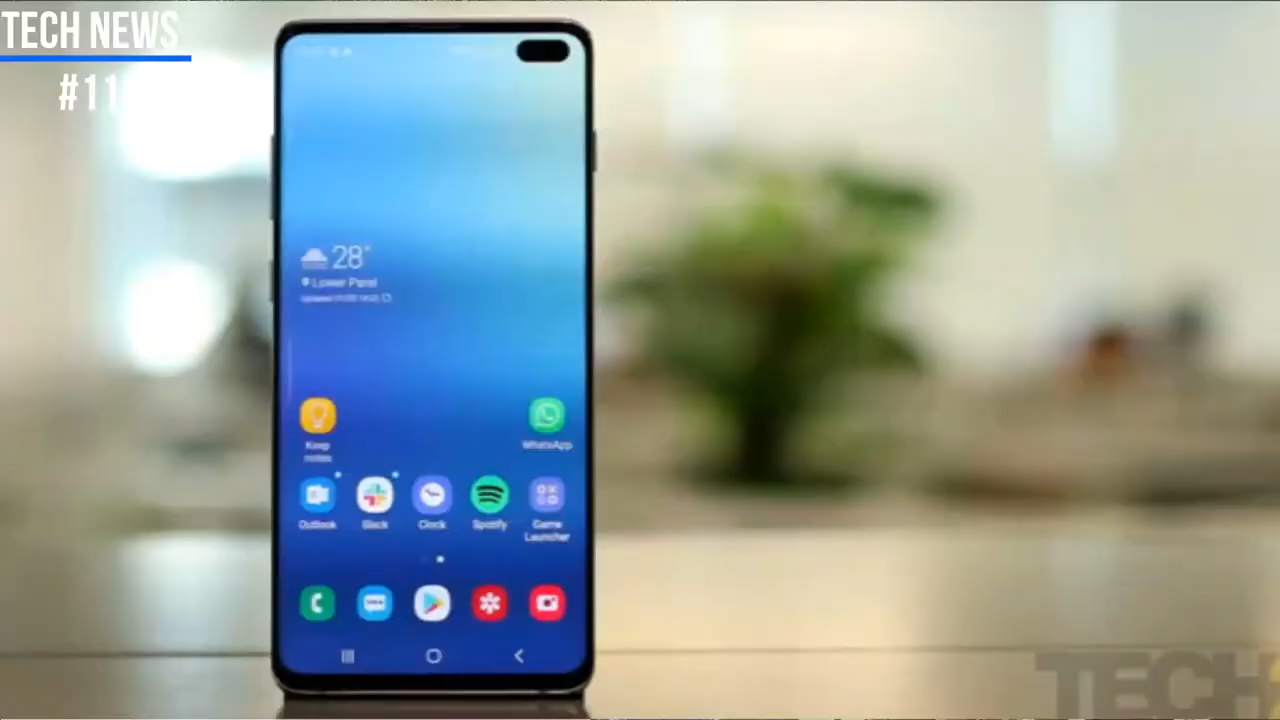 TECH NEWS
#11
28°
Lower Parel
Keep
notes
WhatsApp
Outlook
Slack
Clock
Spotify
Game
Launcher
TECH